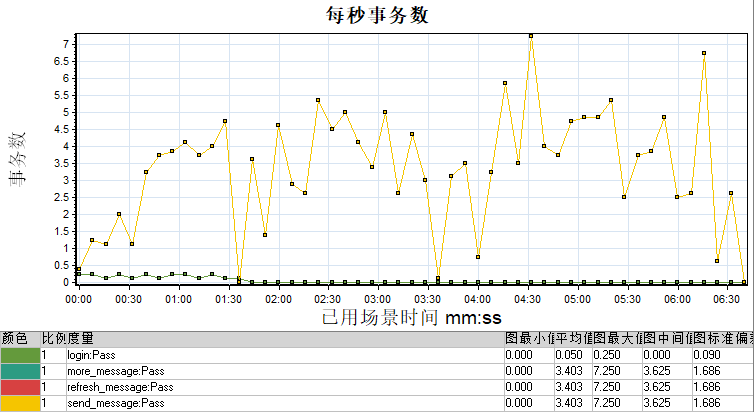 每秒事务数
7
6.5
6
5.5
5
4.5
4
3.5
3
2.5
2
1.5
1
0.5
0
事务数
00:00 00:30 01:00 01:30 02:00 02:30 03:00 03:30 04:00 04:30 05:00 05:30 06:00 06:30
已用场景时间 mm:ss
颜色 比例 度量 图最小值 平均值 图最大值 图中间值 图标准偏差
1 login:Pass 0.000 0.050 0.250 0.000 0.090
1 more_message:Pass 0.000 3.403 7.250 3.625 1.686
1 refresh_message:Pass 0.000 3.403 7.250 3.625 1.686
1 send_message:Pass 0.000 3.403 7.250 3.625 1.686